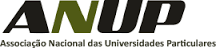 ANUP
Associação Nacional das Universidades Particulares